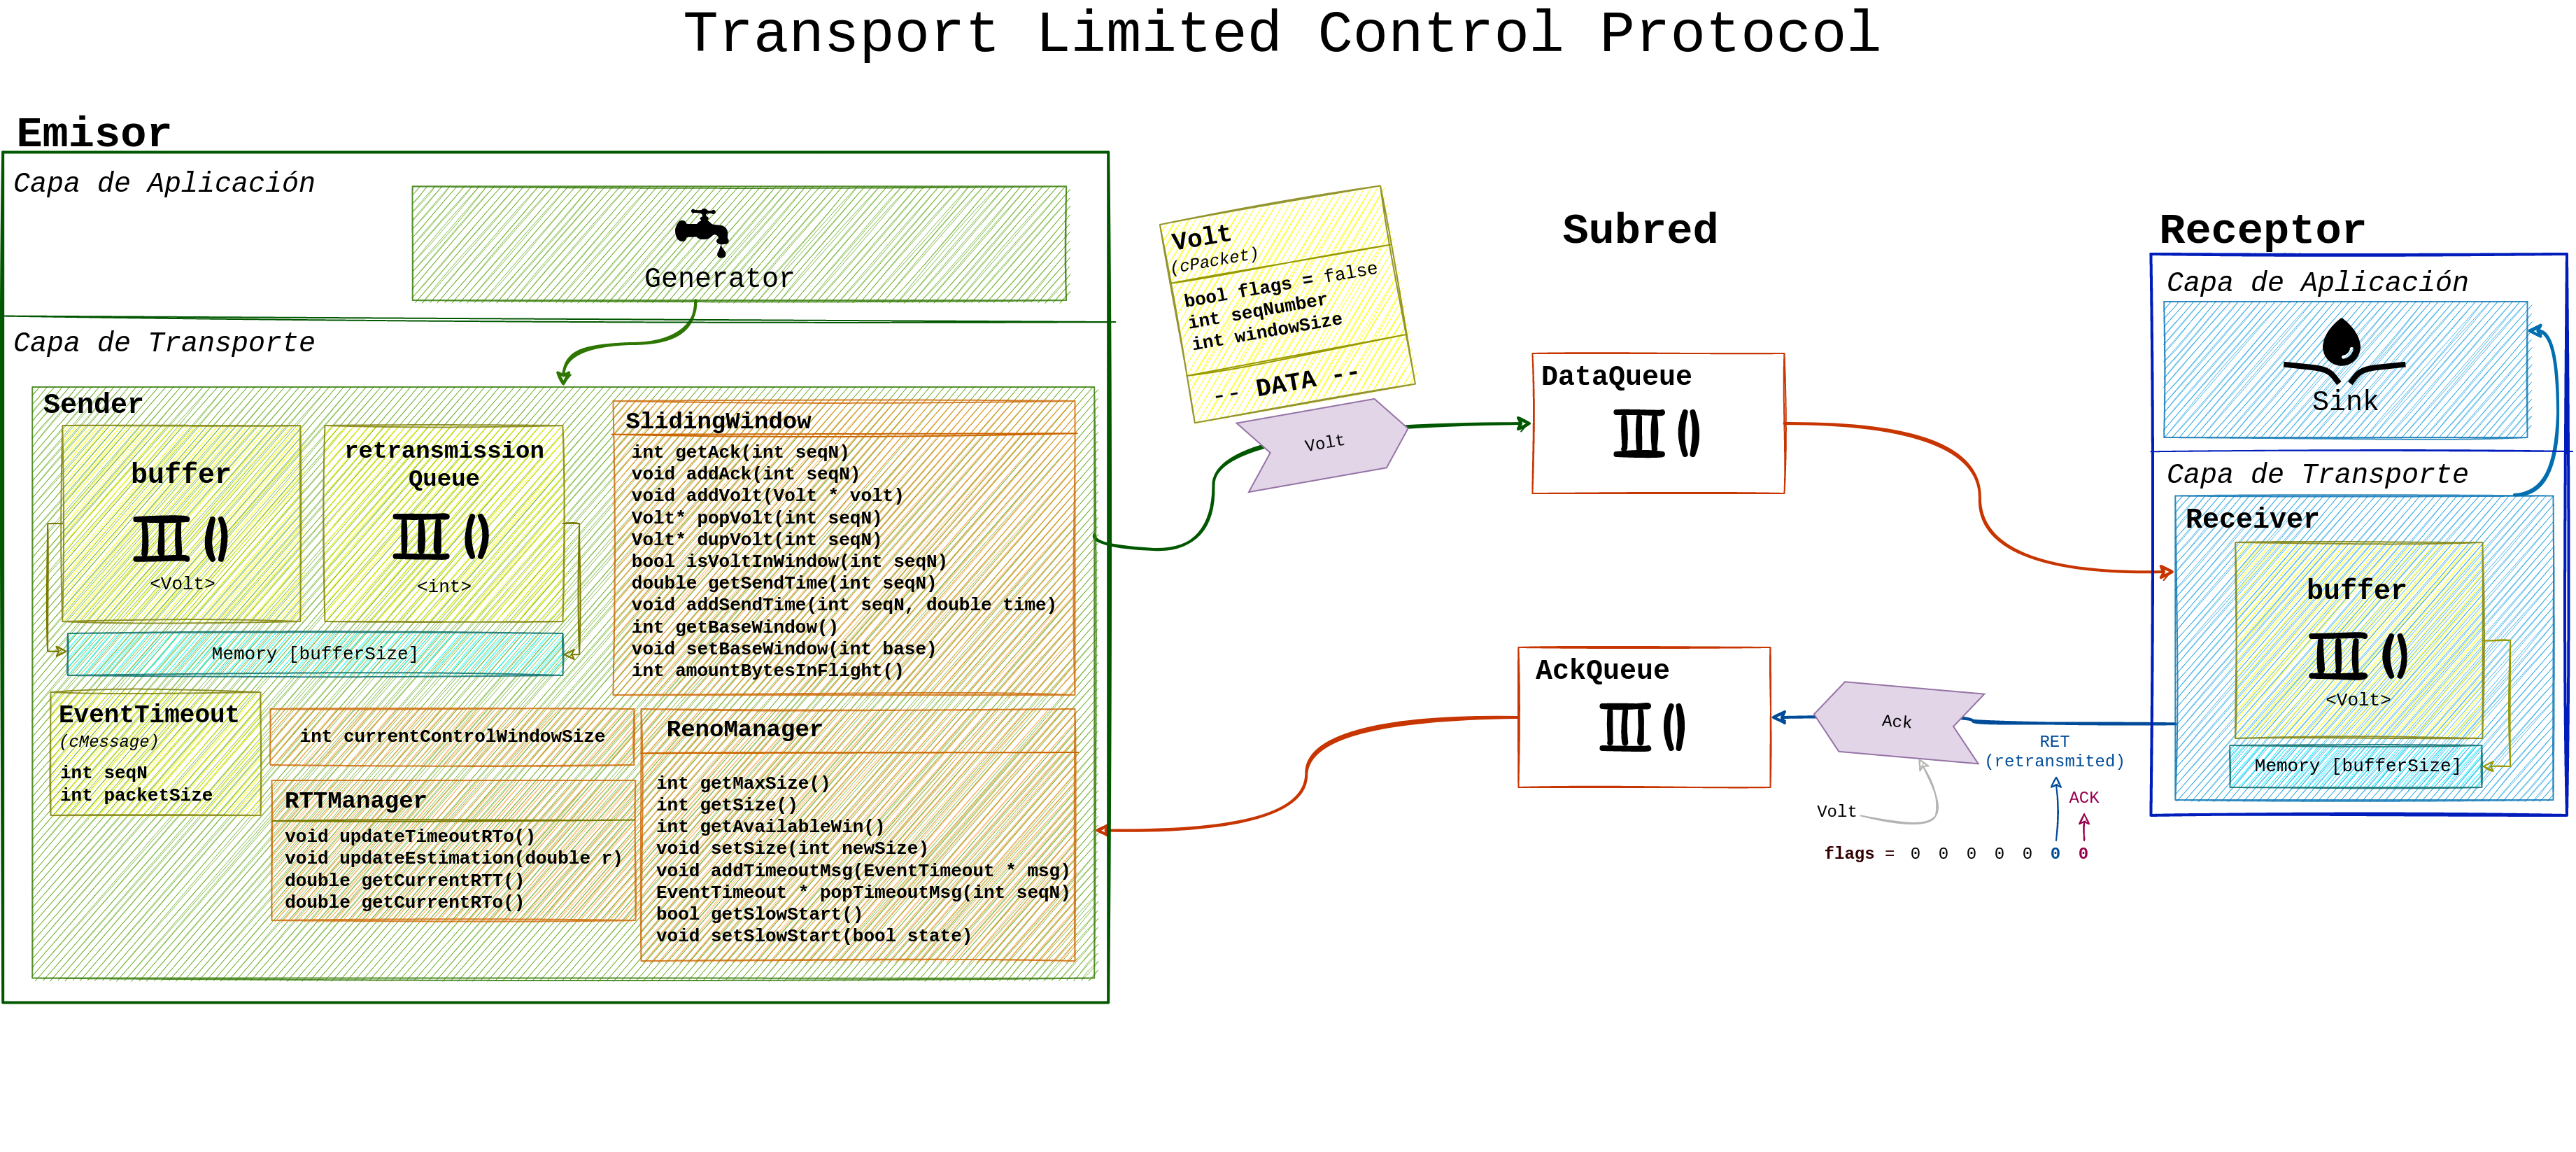 Transport Limited Control Protocol
Emisor
Capa de Aplicación
Generator
Capa de Transporte
Sender
buffer
<Volt>
retransmission
Queue
<int>
Memory [bufferSize]
SlidingWindow
int getAck(int seqN)
void addAck(int seqN)
void addVolt(Volt * volt)
Volt* popVolt(int seqN)
Volt* dupVolt(int seqN)
bool isVoltInWindow(int seqN)
double getSendTime(int seqN)
void addSendTime(int seqN, double time)
int getBaseWindow()
void setBaseWindow(int base)
int amountBytesInFlight()
EventTimeout
(cMessage)
int seqN
int packetSize
int currentControlWindowSize
RTTManager
void updateTimeoutRTo()
void updateEstimation(double r)
double getCurrentRTT()
double getCurrentRTo()
RenoManager
int getMaxSize()
int getSize()
int getAvailableWin()
void setSize(int newSize)
void addTimeoutMsg(EventTimeout * msg)
EventTimeout * popTimeoutMsg(int seqN)
bool getSlowStart()
void setSlowStart(bool state)
Volt
(cPacket)
bool flags = false
int seqNumber
int windowSize
-- DATA --
Volt
Subred
DataQueue
AckQueue
Ack
RET
(retransmited)
ACK
Volt
flags = 0 0 0 0 0 0 0
Receptor
Capa de Aplicación
Sink
Capa de Transporte
Receiver
buffer
<Volt>
Memory [bufferSize]